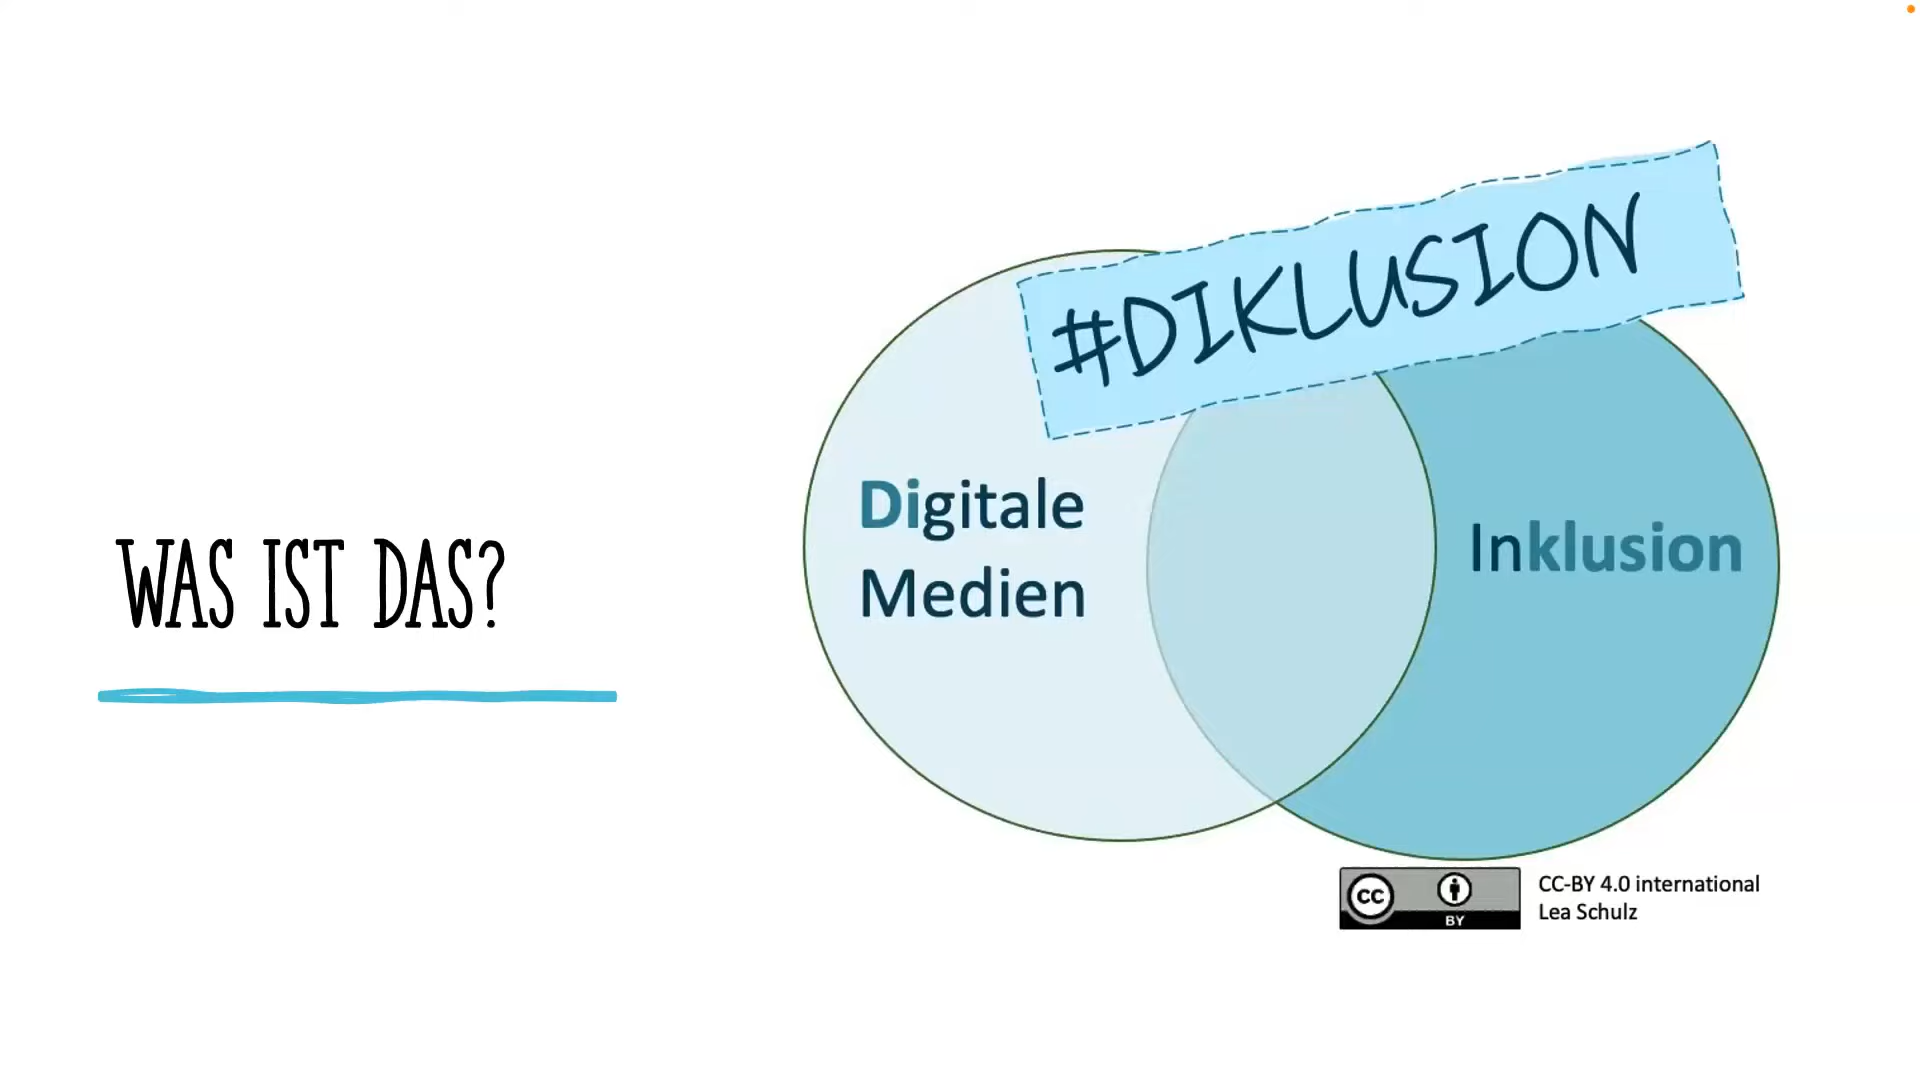 WAS IST DAS?
#DIKLUSION
Digitale
Medien
Inklusion
cc
BY
CC-BY 4.0 international
Lea Schulz